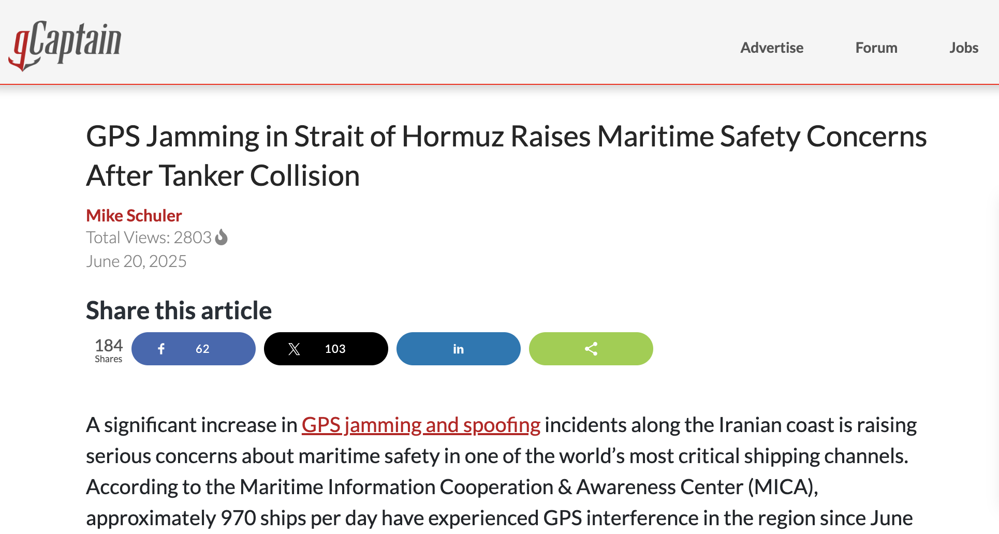 gCaptain
Advertise Forum Jobs
GPS Jamming in Strait of Hormuz Raises Maritime Safety Concerns
After Tanker Collision
Mike Schuler
Total Views: 2803
June 20, 2025
Share this article
184
Shares
62
103
in
A significant increase in GPS jamming and spoofing incidents along the Iranian coast is raising
serious concerns about maritime safety in one of the world’s most critical shipping channels.
According to the Maritime Information Cooperation & Awareness Center (MICA),
approximately 970 ships per day have experienced GPS interference in the region since June